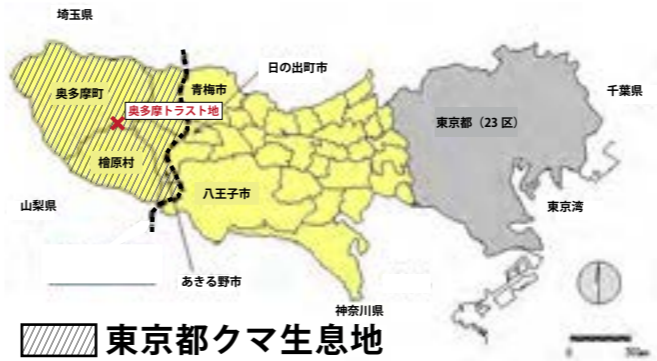 埼玉県
日の出町市
奥多摩町
青梅市
千葉県
奥多摩トラスト地
東京都（23区）
檜原村
八王子市
山梨県
東京湾
あきる野市
神奈川県
0
東京都クマ生息地